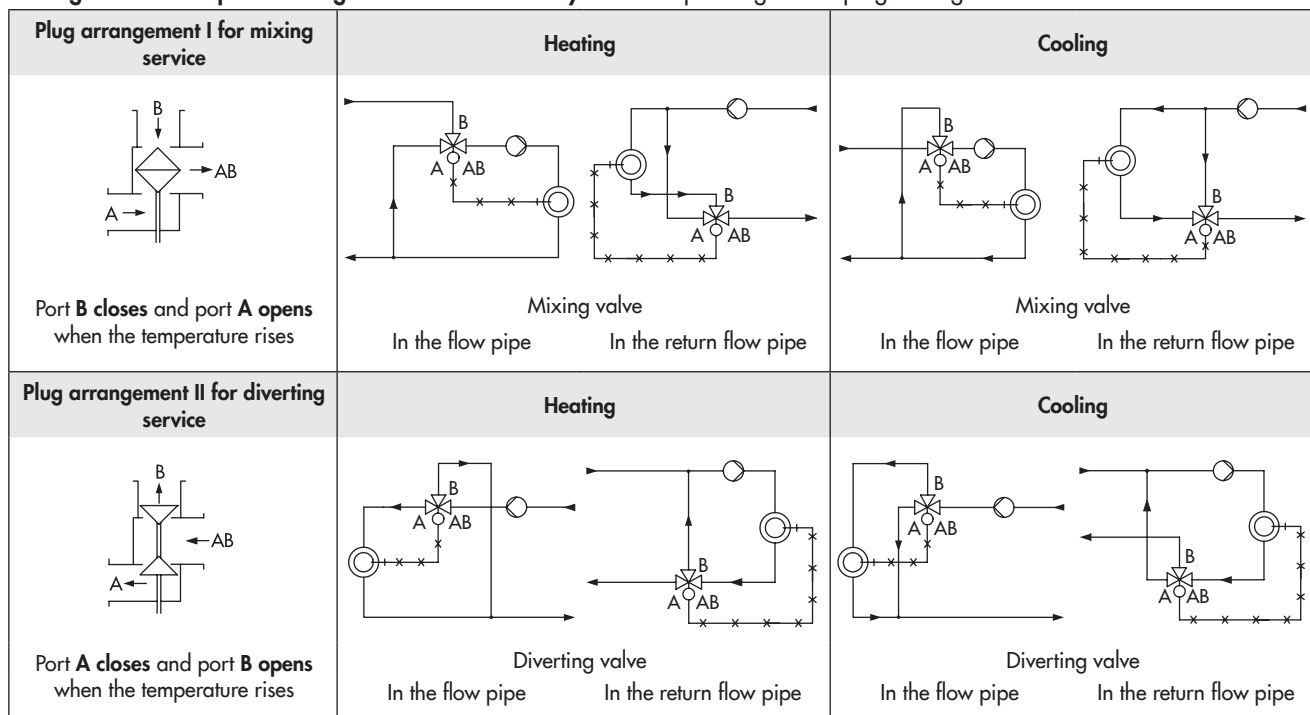 Plug arrangement I for mixing
service
Heating
Cooling
B
AB
A
Port B closes and port A opens
when the temperature rises
B
A AB
B
A AB
Mixing valve
In the flow pipe In the return flow pipe
B
A AB
B
A AB
Mixing valve
In the flow pipe In the return flow pipe
Plug arrangement II for diverting
service
Heating
Cooling
B
AB
A
Port A closes and port B opens
when the temperature rises
B
A AB
B
A AB
Diverting valve
In the flow pipe In the return flow pipe
B
A AB
B
A AB
Diverting valve
In the flow pipe In the return flow pipe